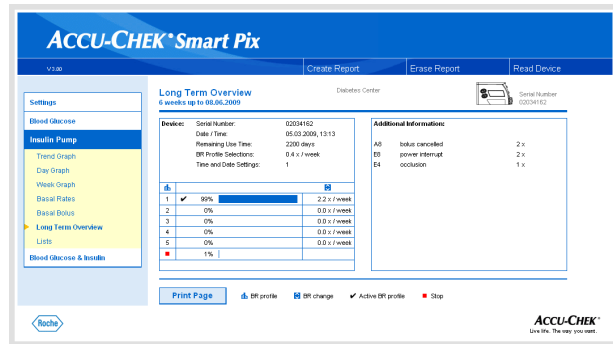 ACCU-CHEK® Smart Pix
V 3.00
Create Report
Erase Report
Read Device
Settings
Blood Glucose
Insulin Pump
Trend Graph
Day Graph
Week Graph
Basal Rates
Basal Bolus
Long Term Overview
Lists
Blood Glucose & Insulin
Long Term Overview
6 weeks up to 08.06.2009
Diabetes Center
Serial Number
02034162
Device: Serial Number: 02034162
Date / Time: 05.03.2009, 13:13
Remaining Use Time: 2200 days
BR Profile Selections: 0.4 x / week
Time and Date Settings: 1
1 ✔ 99% 2.2 x / week
2 0% 0.0 x / week
3 0% 0.0 x / week
4 0% 0.0 x / week
5 0% 0.0 x / week
1%
Additional Information:
A8 bolus cancelled 2 x
E8 power interrupt 2 x
E4 occlusion 1 x
Print Page
BR profile
BR change
✔ Active BR profile
Stop
Roche
ACCU-CHEK®
Live life. The way you want.